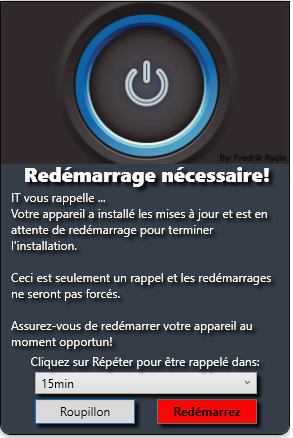 By: Fredrik Rydin
Redémarrage nécessaire!
IT vous rappelle ...
Votre appareil a installé les mises à jour et est en
attente de redémarrage pour terminer
l'installation.
Ceci est seulement un rappel et les redémarrages
ne seront pas forcés.
Assurez-vous de redémarrer votre appareil au
moment opportun!
Cliquez sur Répéter pour être rappelé dans:
15min
Roupillon
Redémarrez